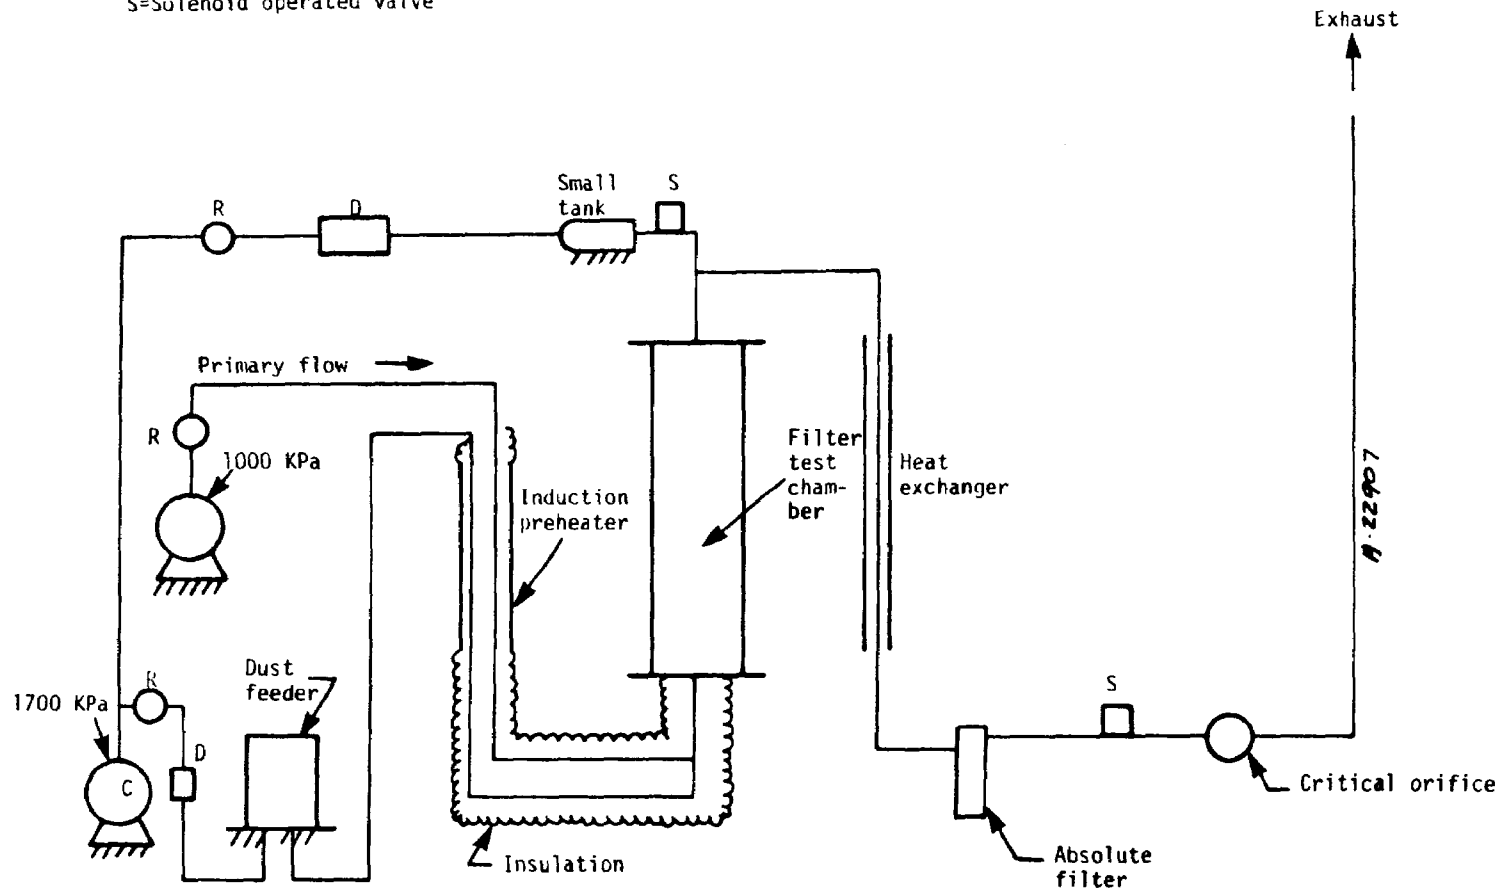 S=Solenoid operated valve
Exhaust
Small
tank
S
R
D
Primary flow
R
1000 KPa
Filter
test
cham-
ber
Heat
exchanger
Induction
preheater
A-22907
Dust
feeder
R
1700 KPa
D
C
S
Critical orifice
Insulation
Absolute
filter